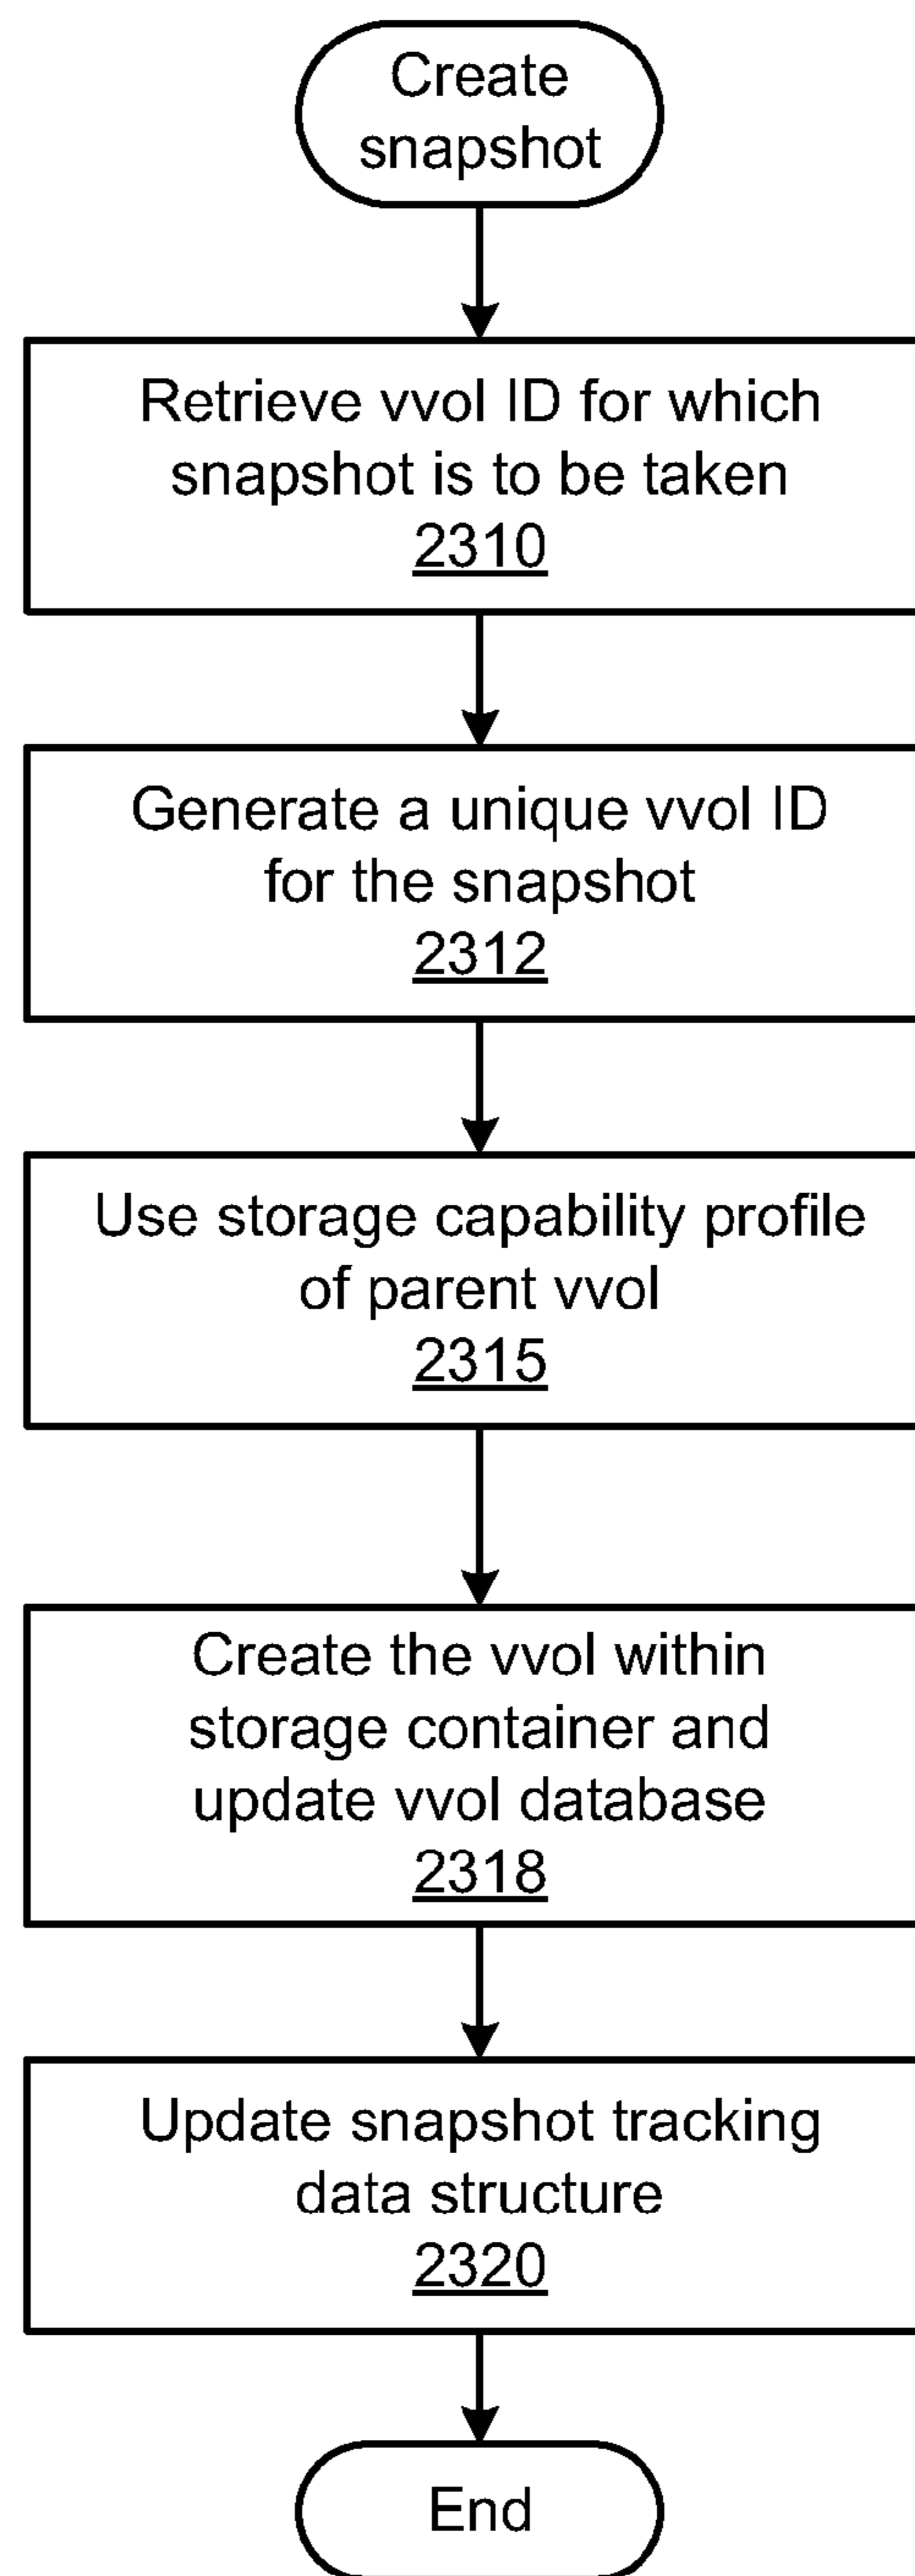 Create
snapshot
Retrieve vvol ID for which
snapshot is to be taken
2310
Generate a unique vvol ID
for the snapshot
2312
Use storage capability profile
of parent vvol
2315
Create the vvol within
storage container and
update vvol database
2318
Update snapshot tracking
data structure
2320
End